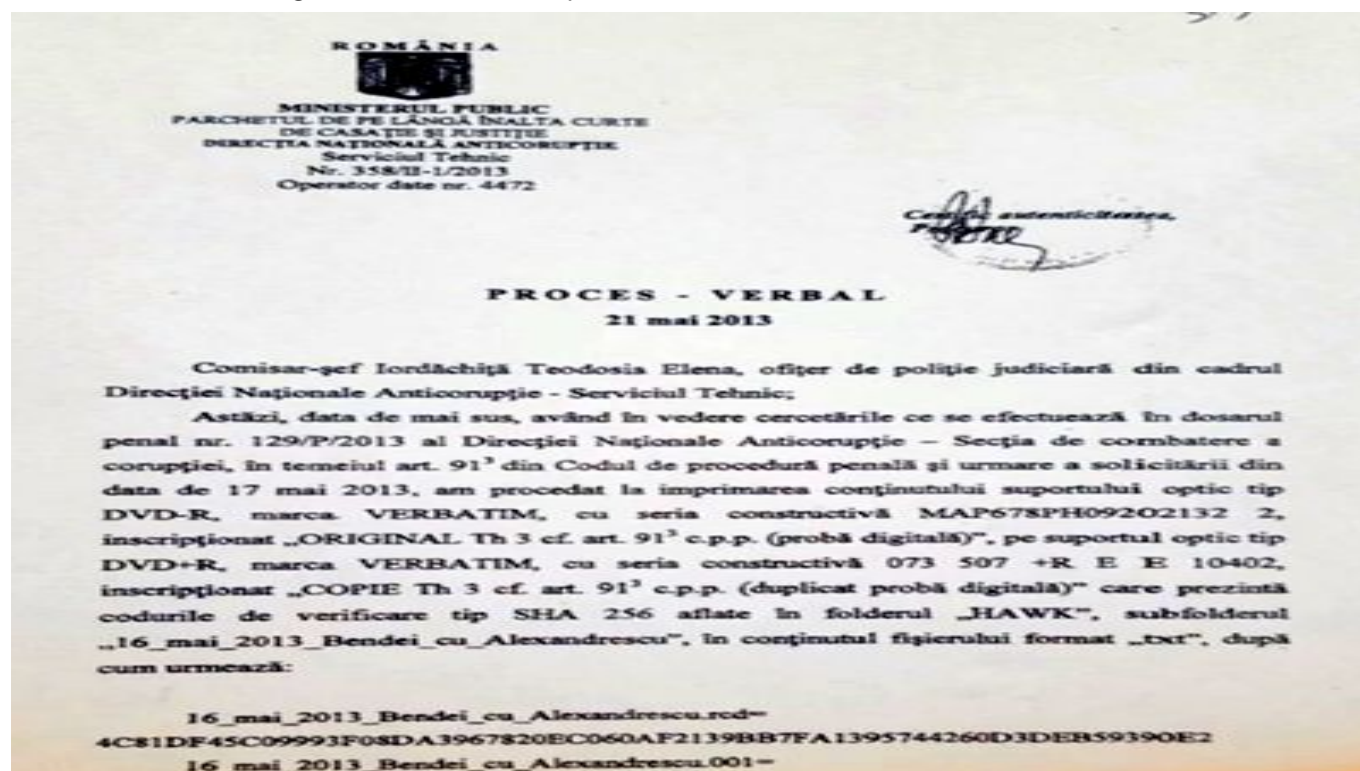 ROMÂNIA
MINISTERUL PUBLIC
PARCHETUL DE PE LÂNGĂ ÎNALTA CURTE
DE CASAȚIE ȘI JUSTIȚIE
DIRECȚIA NAȚIONALĂ ANTICORUPȚIE
Serviciul Tehnic
Nr. 358/II-1/2013
Operator date nr. 4472
autenticitatea,
PROCES - VERBAL
21 mai 2013
Comisar-șef Iordăchiță Teodosia Elena, ofițer de poliție judiciară din cadrul
Direcției Naționale Anticorupție - Serviciul Tehnic;
Astăzi, data de mai sus, având în vedere cercetările ce se efectuează în dosarul
penal nr. 129/P/2013 al Direcției Naționale Anticorupție – Secția de combatere a
corupției, în temeiul art. 91³ din Codul de procedură penală și urmare a solicitării din
data de 17 mai 2013, am procedat la imprimarea conținutului suportului optic tip
DVD-R, marca VERBATIM, cu seria constructivă MAP678PH092O2132 2,
inscripționat „ORIGINAL Th 3 cf. art. 91³ c.p.p. (probă digitală)”, pe suportul optic tip
DVD+R, marca VERBATIM, cu seria constructivă 073 507 +R E E 10402,
inscripționat „COPIE Th 3 cf. art. 91³ c.p.p. (duplicat probă digitală)” care prezintă
codurile de verificare tip SHA 256 aflate în folderul „HAWK”, subfolderul
„16_mai_2013_Bendei_cu_Alexandrescu”, în conținutul fișierului format „txt”, după
cum urmează:
16_mai_2013_Bendei_cu_Alexandrescu.rcd=
4C81DF45C09993F08DA3967820EC060AF2139BB7FA1395744260D3DEB59390E2
16_mai_2013_Bendei_cu_Alexandrescu.001=